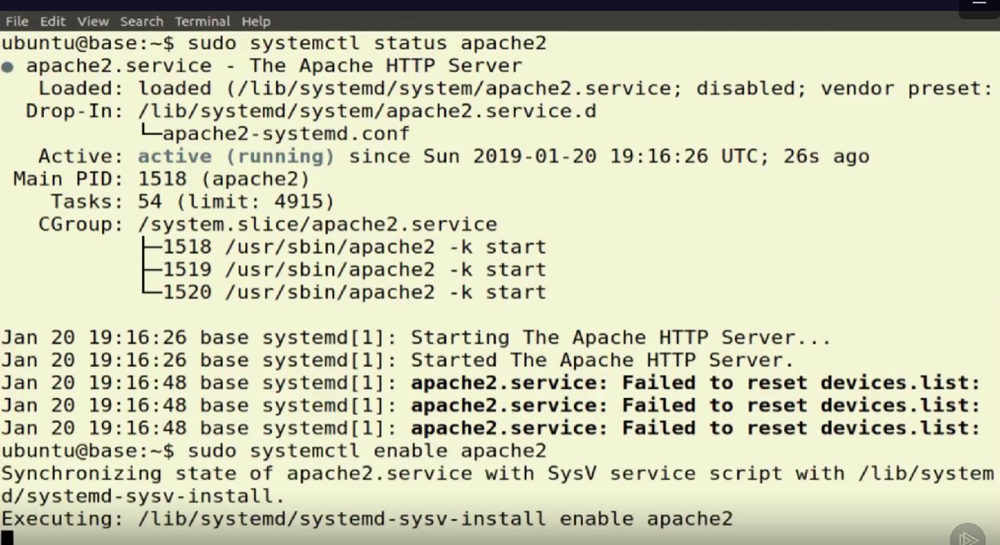 File Edit View Search Terminal Help
ubuntu@base:~$ sudo systemctl status apache2
● apache2.service - The Apache HTTP Server
   Loaded: loaded (/lib/systemd/system/apache2.service; disabled; vendor preset:
  Drop-In: /lib/systemd/system/apache2.service.d
           └─apache2-systemd.conf
   Active: active (running) since Sun 2019-01-20 19:16:26 UTC; 26s ago
 Main PID: 1518 (apache2)
    Tasks: 54 (limit: 4915)
   CGroup: /system.slice/apache2.service
           ├─1518 /usr/sbin/apache2 -k start
           ├─1519 /usr/sbin/apache2 -k start
           └─1520 /usr/sbin/apache2 -k start

Jan 20 19:16:26 base systemd[1]: Starting The Apache HTTP Server...
Jan 20 19:16:26 base systemd[1]: Started The Apache HTTP Server.
Jan 20 19:16:48 base systemd[1]: apache2.service: Failed to reset devices.list:
Jan 20 19:16:48 base systemd[1]: apache2.service: Failed to reset devices.list:
Jan 20 19:16:48 base systemd[1]: apache2.service: Failed to reset devices.list:
ubuntu@base:~$ sudo systemctl enable apache2
Synchronizing state of apache2.service with SysV service script with /lib/system
d/systemd-sysv-install.
Executing: /lib/systemd/systemd-sysv-install enable apache2